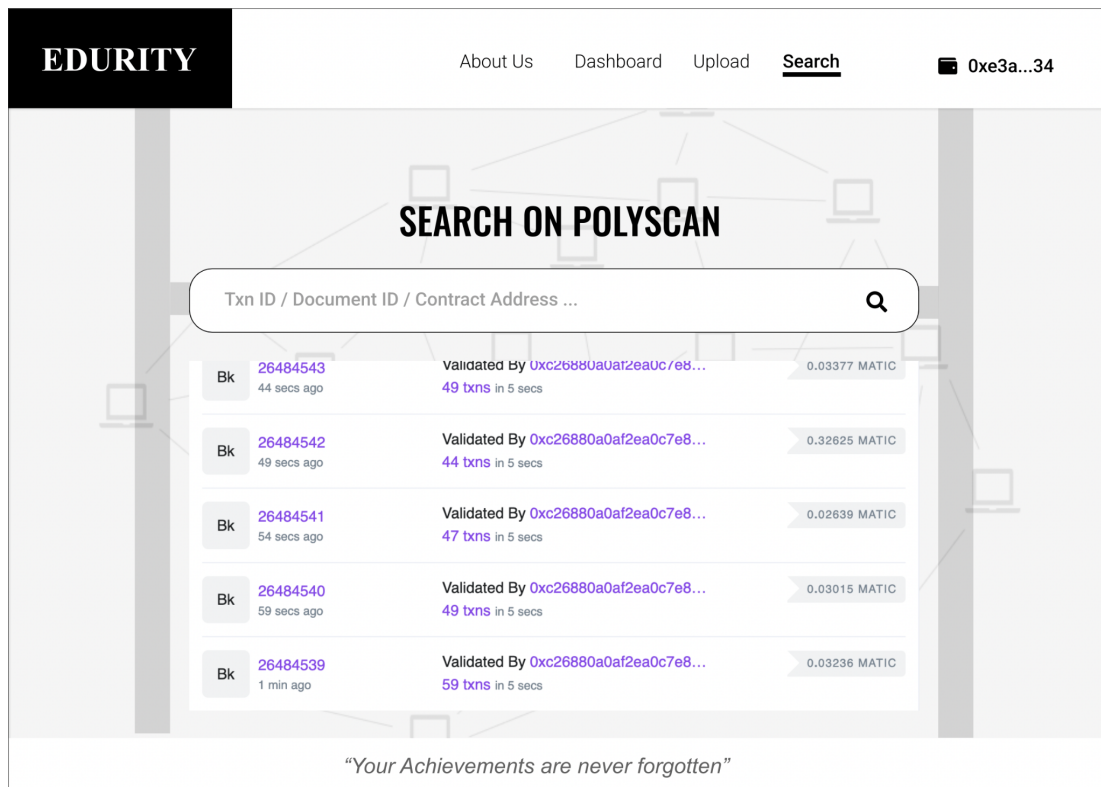 EDURITY
About Us Dashboard Upload Search 0xe3a...34
SEARCH ON POLYSCAN
Txn ID / Document ID / Contract Address ...
Bk 26484543 Validated By 0xc26880a0af2ea0c7e8... 0.03377 MATIC
44 secs ago 49 txns in 5 secs
Bk 26484542 Validated By 0xc26880a0af2ea0c7e8... 0.32625 MATIC
49 secs ago 44 txns in 5 secs
Bk 26484541 Validated By 0xc26880a0af2ea0c7e8... 0.02639 MATIC
54 secs ago 47 txns in 5 secs
Bk 26484540 Validated By 0xc26880a0af2ea0c7e8... 0.03015 MATIC
59 secs ago 49 txns in 5 secs
Bk 26484539 Validated By 0xc26880a0af2ea0c7e8... 0.03236 MATIC
1 min ago 59 txns in 5 secs
“Your Achievements are never forgotten”